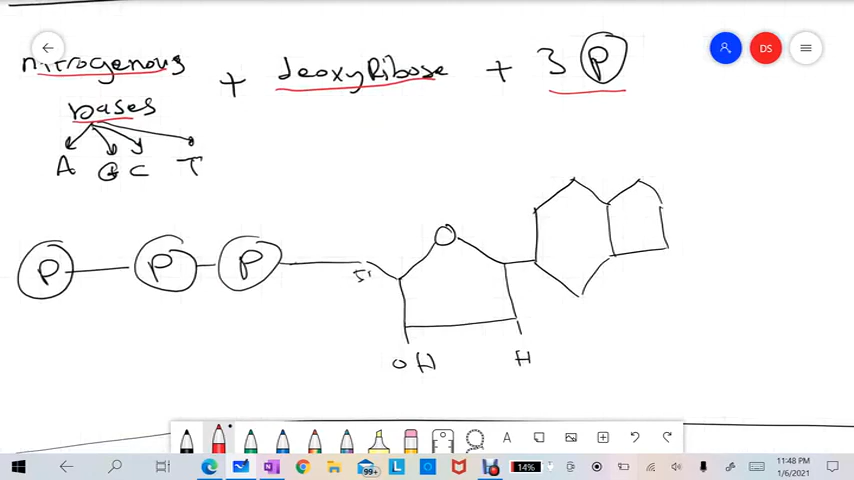 nitrogenous + deoxyRibose + 3 P
bases
A G C T
P P P 5' O
OH H
DS
A
99+
L
14%
11:48 PM
1/6/2021